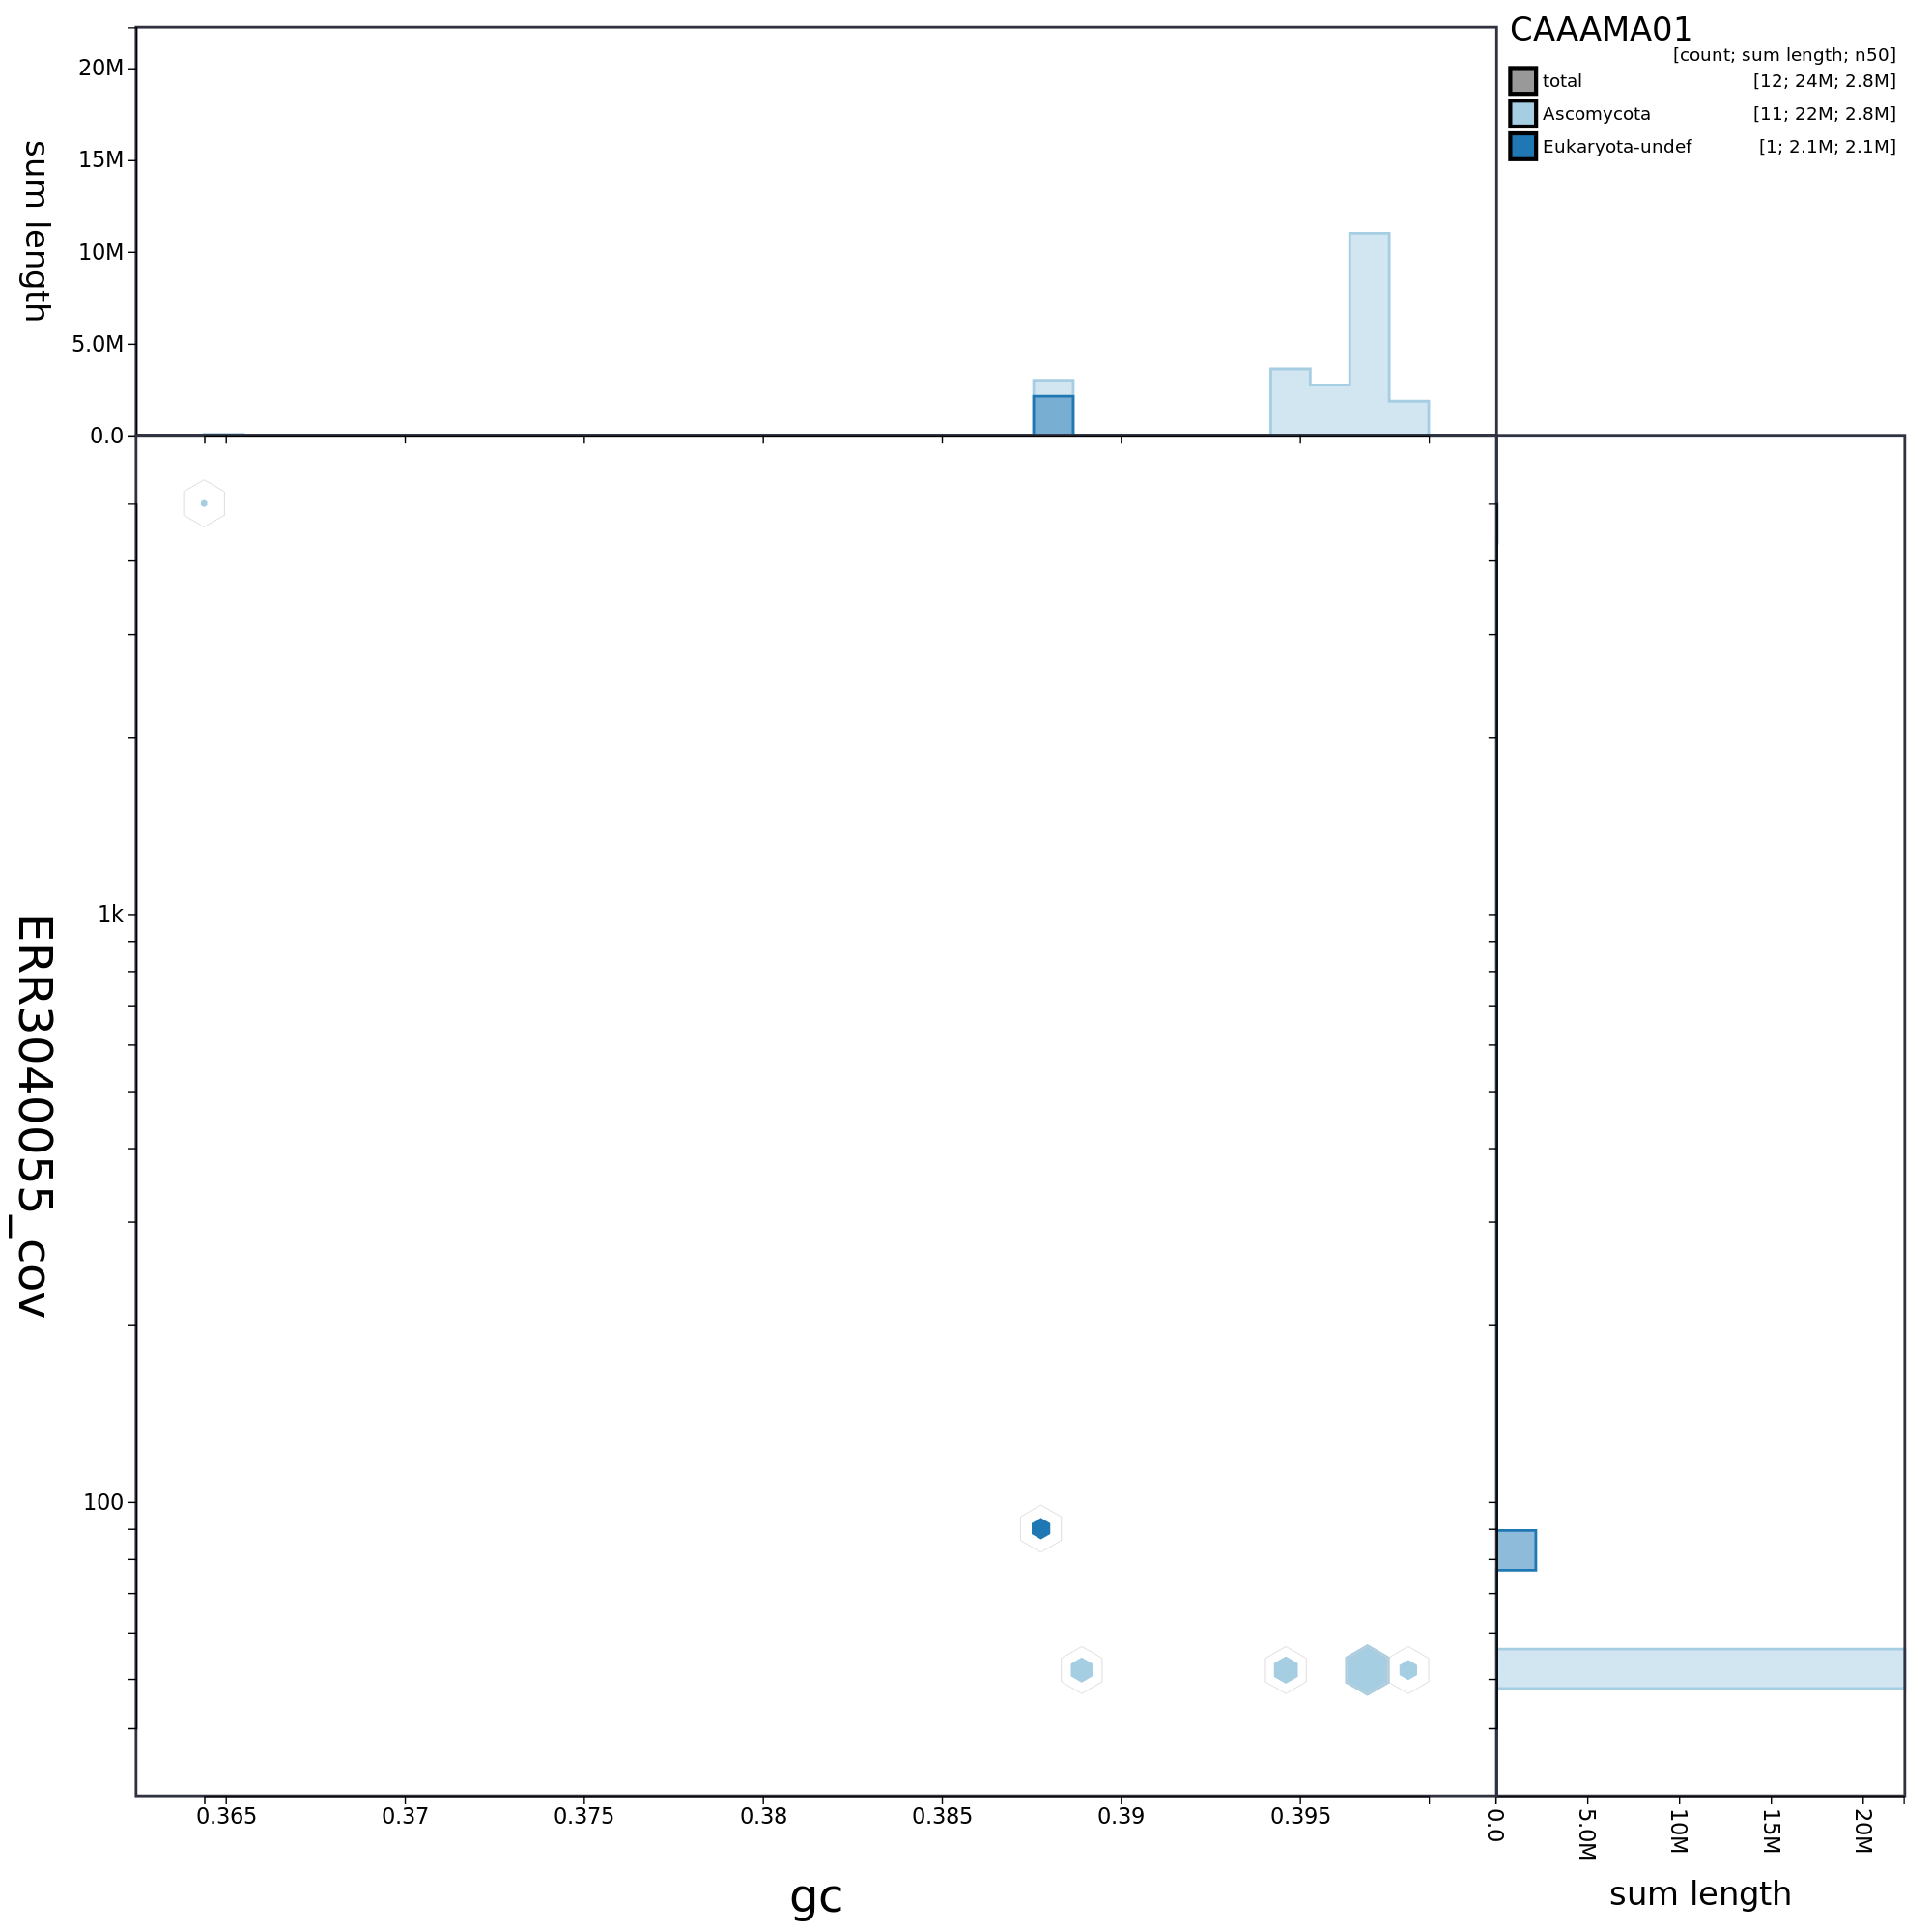 CAAAMA01
[count; sum length; n50]
total [12; 24M; 2.8M]
Ascomycota [11; 22M; 2.8M]
Eukaryota-undef [1; 2.1M; 2.1M]
sum length
20M
15M
10M
5.0M
0.0
ERR3040055_cov
1k
100
0.365 0.37 0.375 0.38 0.385 0.39 0.395
gc
0.0 5.0M 10M 15M 20M
sum length